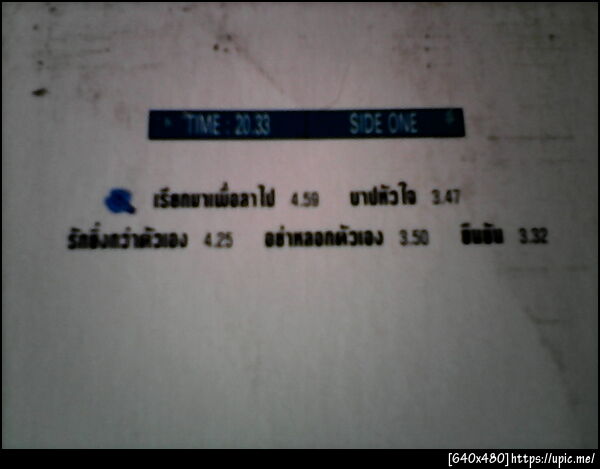 TIME : 20.33 SIDE ONE
เรียกมาเพื่อลาไป 4.59 บาปหัวใจ 3.47
รักยิ่งกว่าตัวเอง 4.25 อย่าหลอกตัวเอง 3.50 ยืนยัน 3.32
[640x480]https://upic.me/